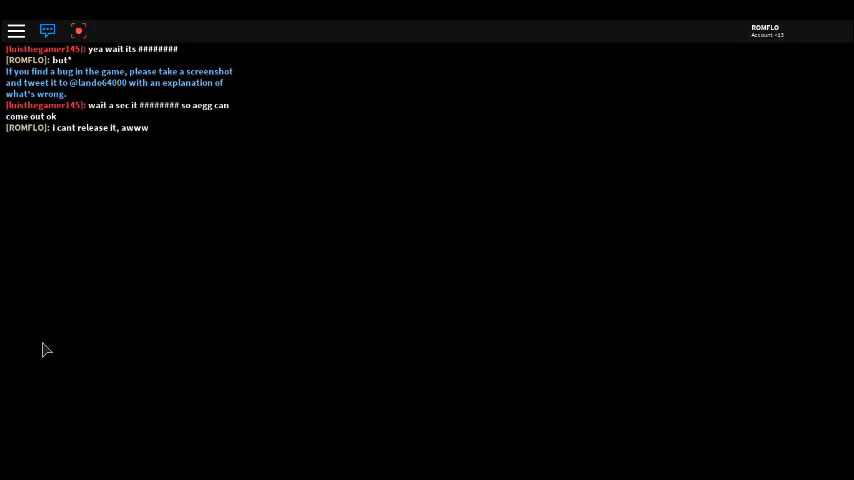 ROMFLO
Account: <13
[luisthegamer145]: yea wait its ########
[ROMFLO]: but*
If you find a bug in the game, please take a screenshot
and tweet it to @lando64000 with an explanation of
what's wrong.
[luisthegamer145]: wait a sec it ######## so aegg can
come out ok
[ROMFLO]: i cant release it, awww